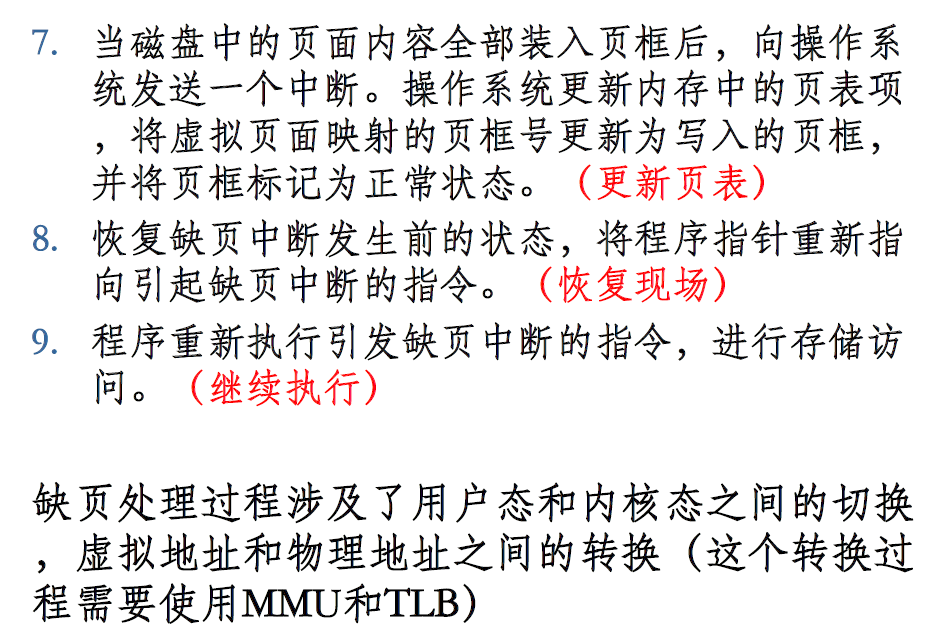 7. 当磁盘中的页面内容全部装入页框后，向操作系
统发送一个中断。操作系统更新内存中的页表项
，将虚拟页面映射的页框号更新为写入的页框，
并将页框标记为正常状态。（更新页表）
8. 恢复缺页中断发生前的状态，将程序指针重新指
向引起缺页中断的指令。（恢复现场）
9. 程序重新执行引发缺页中断的指令，进行存储访
问。（继续执行）
缺页处理过程涉及了用户态和内核态之间的切换
，虚拟地址和物理地址之间的转换（这个转换过
程需要使用MMU和TLB）